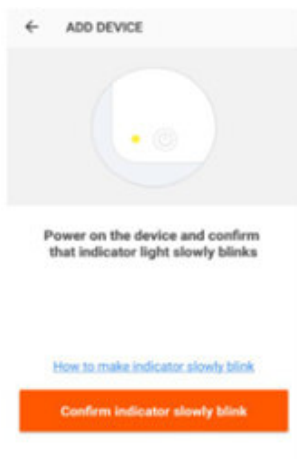 ADD DEVICE
Power on the device and confirm
that indicator light slowly blinks
How to make indicator slowly blink
Confirm indicator slowly blink